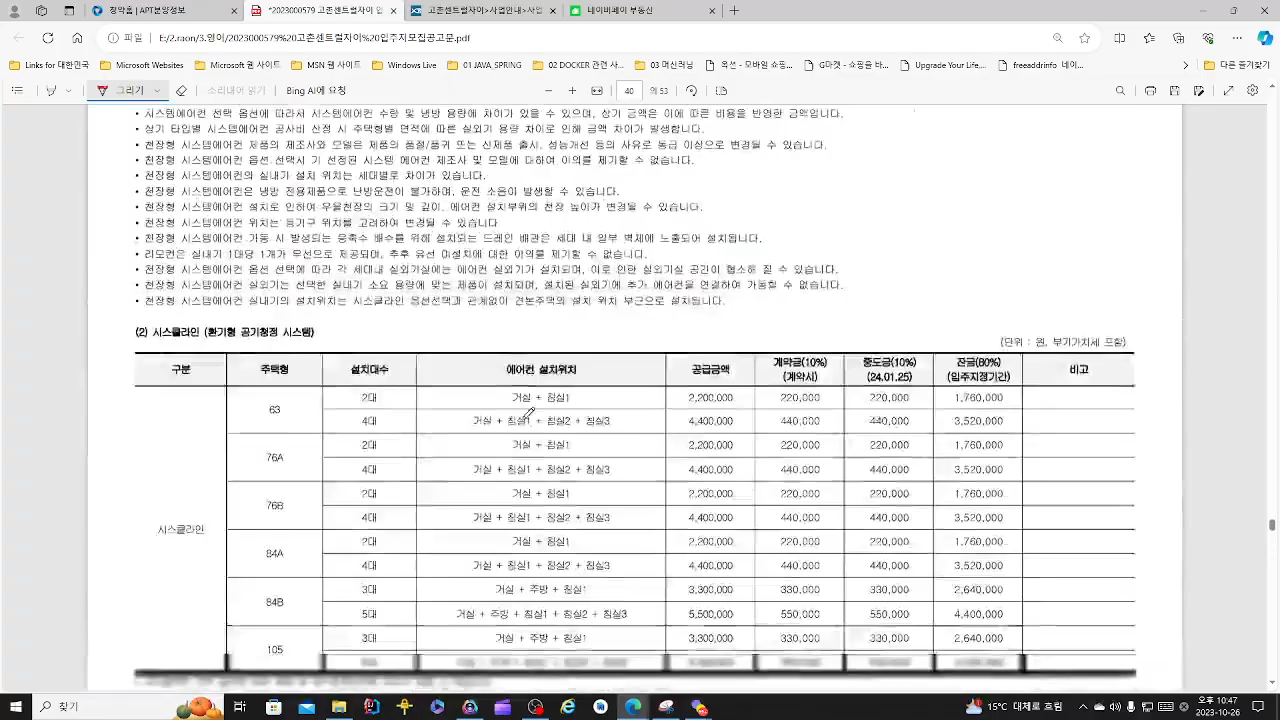 청약홈 | APT분양정보
*2023000579 고촌센트럴자이 입
고촌센트럴자이>사업안내>사업
네이버페이 부동산
파일
E:/2.raon/3.영어/2023000579%20고촌센트럴자이%20입주자모집공고문.pdf
Links for 대한민국
Microsoft Websites
Microsoft 웹 사이트
MSN 웹 사이트
Windows Live
01 JAVA,SPRING
02 DOCKER 관련 사...
03 머신러닝
옥션 - 모바일 쇼핑...
G마켓 - 쇼핑을 바...
Upgrade Your Life,...
freeaddrinfo 네이...
다른 즐겨찾기
그리기
소리내어 읽기
Bing AI에 요청
40
의 53
• 시스템에어컨 선택 옵션에 따라서 상기 에어컨 수량 및 냉방 용량에 차이가 있을 수 있으며, 상기 금액은 이에 따른 비용을 반영한 금액입니다.
• 상기 타입별 시스템에어컨 공사비 산정 시 주택형별 면적에 따른 실외기 용량 차이로 인해 금액 차이가 발생합니다.
• 천장형 시스템에어컨 제품의 제조사와 모델은 제품의 품절/품귀 또는 신제품 출시, 성능개선 등의 사유로 동급 이상으로 변경될 수 있습니다.
• 천장형 시스템에어컨 옵션 선택시 기 선정된 시스템 에어컨 제조사 및 모델에 대하여 이의를 제기할 수 없습니다.
• 천장형 시스템에어컨의 실내기 설치 위치는 세대별로 차이가 있습니다.
• 천장형 시스템에어컨은 냉방 전용제품으로 난방운전이 불가하며, 운전 소음이 발생할 수 있습니다.
• 천장형 시스템에어컨 설치로 인하여 우물천장의 크기 및 깊이, 에어컨 설치부위의 천장 높이가 변경될 수 있습니다.
• 천장형 시스템에어컨 위치는 등기구 위치를 고려하여 변경될 수 있습니다
• 천장형 시스템에어컨 가동 시 발생되는 응축수 배수를 위해 설치되는 드레인 배관은 세대 내 일부 벽체에 노출되어 설치됩니다.
• 리모컨은 실내기 1대당 1개가 무선으로 제공되며, 추후 유선 미설치에 대한 이의를 제기할 수 없습니다.
• 천장형 시스템에어컨 옵션 선택에 따라 각 세대내 실외기실에는 에어컨 실외기가 설치되며, 이로 인한 실외기실 공간이 협소해 질 수 있습니다.
• 천장형 시스템에어컨 실외기는 선택한 실내기 소요 용량에 맞는 제품이 설치되며, 설치된 실외기에 추가 에어컨을 연결하여 가동할 수 없습니다.
• 천장형 시스템에어컨 실내기의 설치위치는 시스클라인 옵션선택과 관계없이 견본주택의 설치 위치 부근으로 설치됩니다.
(2) 시스클라인 (환기형 공기청정 시스템)
(단위 : 원, 부가가치세 포함)
구분 주택형 설치대수 에어컨 설치위치 공급금액 계약금(10%) (계약시) 중도금(10%) (24.01.25) 잔금(80%) (입주지정기간) 비고
시스클라인
63 2대 거실 + 침실1 2,200,000 220,000 220,000 1,760,000
4대 거실 + 침실1 + 침실2 + 침실3 4,400,000 440,000 440,000 3,520,000
76A 2대 거실 + 침실1 2,200,000 220,000 220,000 1,760,000
4대 거실 + 침실1 + 침실2 + 침실3 4,400,000 440,000 440,000 3,520,000
76B 2대 거실 + 침실1 2,200,000 220,000 220,000 1,760,000
4대 거실 + 침실1 + 침실2 + 침실3 4,400,000 440,000 440,000 3,520,000
84A 2대 거실 + 침실1 2,200,000 220,000 220,000 1,760,000
4대 거실 + 침실1 + 침실2 + 침실3 4,400,000 440,000 440,000 3,520,000
84B 3대 거실 + 주방 + 침실1 3,300,000 330,000 330,000 2,640,000
5대 거실 + 주방 + 침실1 + 침실2 + 침실3 5,500,000 550,000 550,000 4,400,000
105 3대 거실 + 주방 + 침실1 3,300,000 330,000 330,000 2,640,000
찾기
15°C 대체로 흐림
오후 10:47
2023-10-26